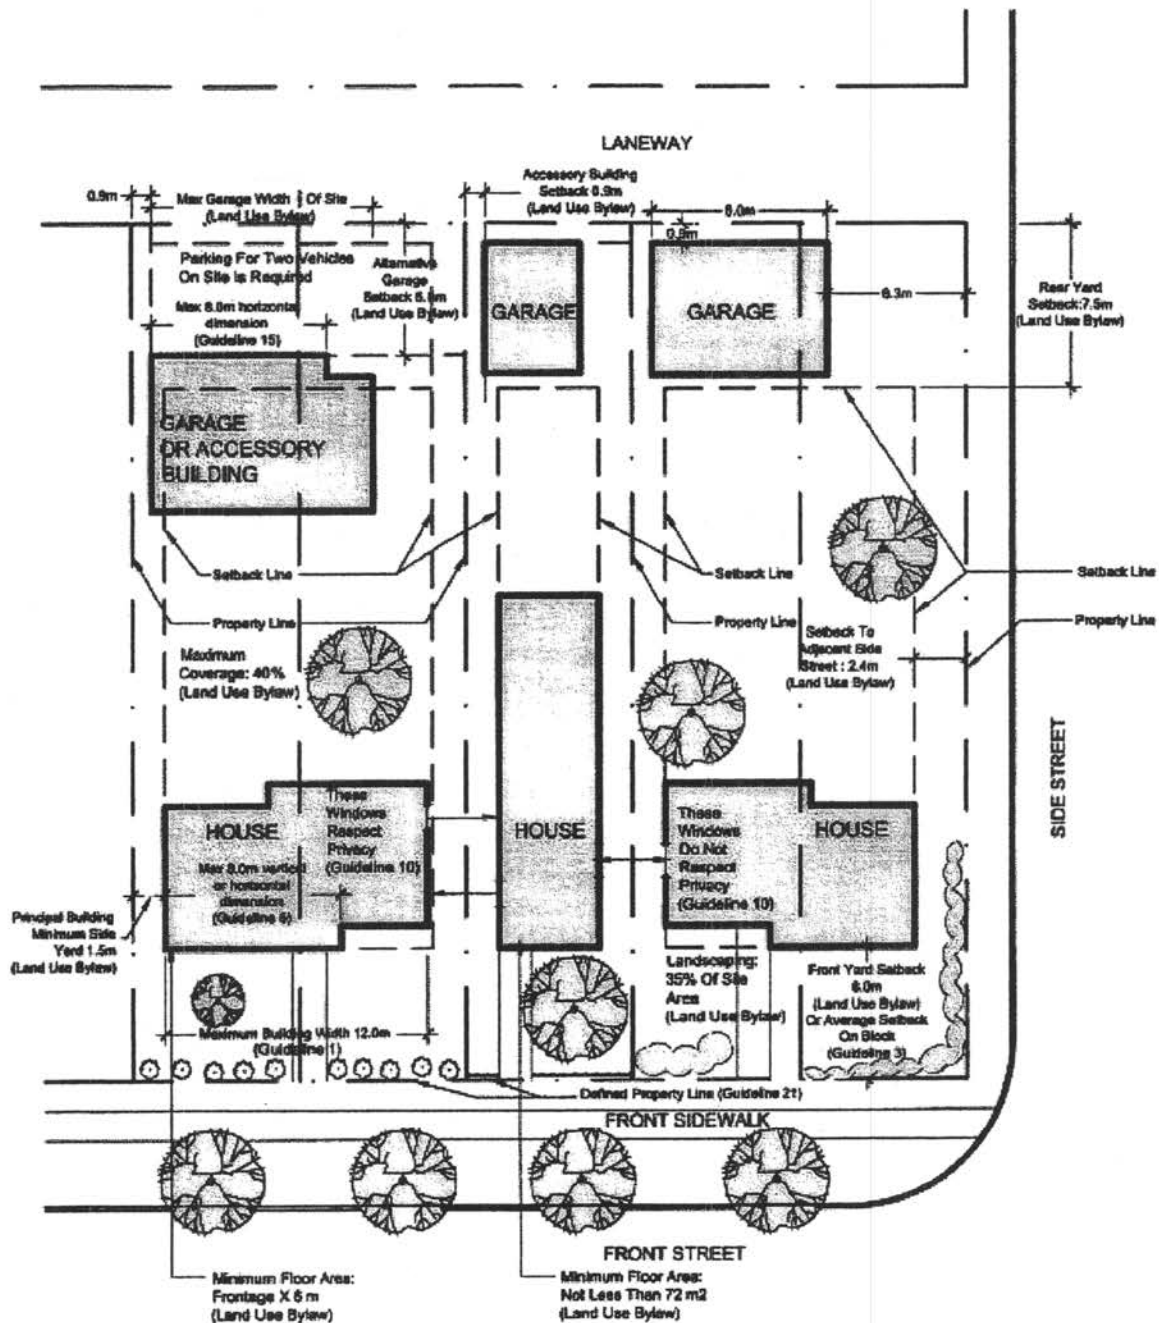 LANEWAY
0.9m
Max Garage Width ⅔ Of Site
(Land Use Bylaw)
Accessory Building
Setback 0.9m
(Land Use Bylaw)
0.9m
Parking For Two Vehicles
On Site Is Required
Max 8.0m horizontal
dimension
(Guideline 15)
Alternative
Garage
Setback
(Land Use Bylaw)
GARAGE
GARAGE
6.3m
Rear Yard
Setback:7.5m
(Land Use Bylaw)
GARAGE
OR ACCESSORY
BUILDING
Setback Line
Setback Line
Setback Line
Property Line
Property Line
Property Line
Maximum
Coverage: 40%
(Land Use Bylaw)
Setback To
Adjacent Side
Street : 2.4m
(Land Use Bylaw)
SIDE STREET
HOUSE
These
Windows
Respect
Privacy
(Guideline 10)
Max 8.0m vertical
or horizontal
dimension
HOUSE
These
Windows
Do Not
Respect
Privacy
(Guideline 10)
HOUSE
Principal Building
Minimum Side
Yard 1.5m
(Land Use Bylaw)
Landscaping:
35% Of Site
Area
(Land Use Bylaw)
Front Yard Setback
6.0m
(Land Use Bylaw)
Or Average Setback
On Block
(Guideline 3)
Maximum Building Width 12.0m
(Guideline 1)
Defined Property Line (Guideline
FRONT SIDEWALK
FRONT STREET
Minimum Floor Area:
Frontage X 6 m
(Land Use Bylaw)
Minimum Floor Area:
Not Less Than 72 m2
(Land Use Bylaw)